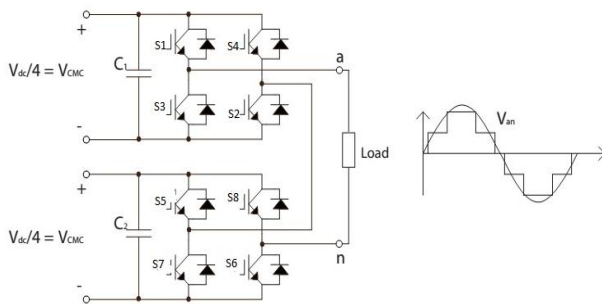 +
S1
S4
a
Vdc/4 = VCMC
C1
S3
S2
-
Van
Load
+
S5
S8
Vdc/4 = VCMC
C2
n
S7
S6
-